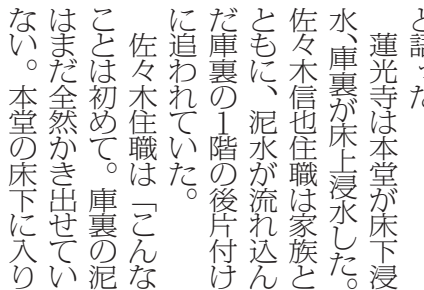 と語った
　蓮光寺は本堂が床下浸
水、庫裏が床上浸水した。
佐々木信也住職は家族と
ともに、泥水が流れ込ん
だ庫裏の1階の後片付け
に追われていた。
　佐々木住職は「こんな
ことは初めて。庫裏の泥
はまだ全然かき出せてい
ない。本堂の床下に入り